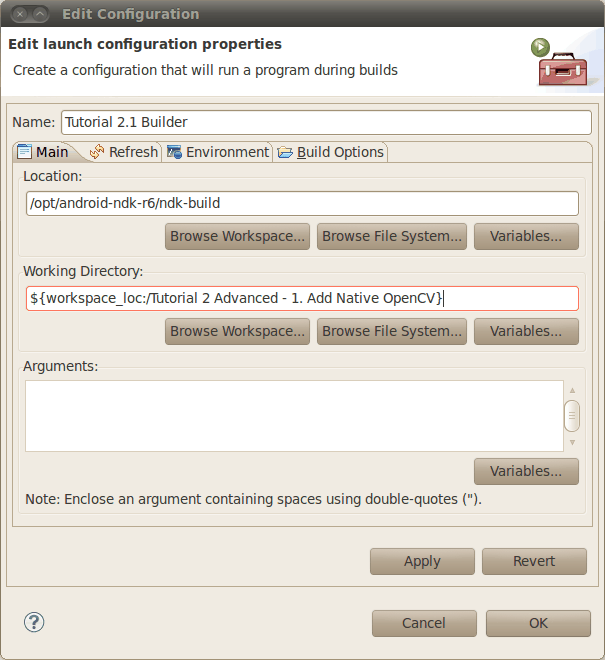 Edit Configuration
Edit launch configuration properties
Create a configuration that will run a program during builds
Name: Tutorial 2.1 Builder
Main Refresh Environment Build Options
Location:
/opt/android-ndk-r6/ndk-build
Browse Workspace... Browse File System... Variables...
Working Directory:
${workspace_loc:/Tutorial 2 Advanced - 1. Add Native OpenCV}
Browse Workspace... Browse File System... Variables...
Arguments:
Variables...
Note: Enclose an argument containing spaces using double-quotes (").
Apply Revert
? Cancel OK